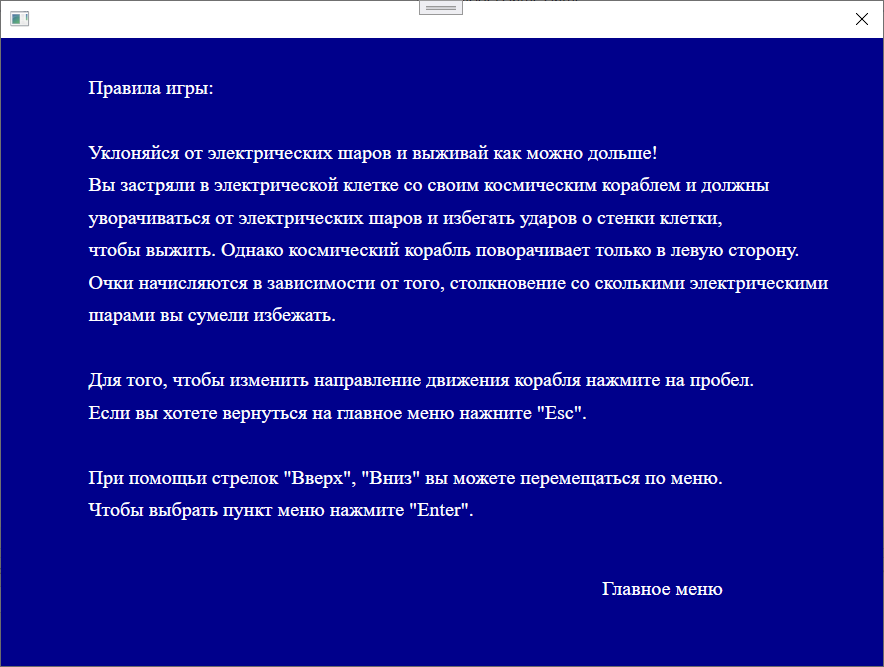 Правила игры:
Уклоняйся от электрических шаров и выживай как можно дольше!
Вы застряли в электрической клетке со своим космическим кораблем и должны
уворачиваться от электрических шаров и избегать ударов о стенки клетки,
чтобы выжить. Однако космический корабль поворачивает только в левую сторону.
Очки начисляются в зависимости от того, столкновение со сколькими электрическими
шарами вы сумели избежать.
Для того, чтобы изменить направление движения корабля нажмите на пробел.
Если вы хотете вернуться на главное меню нажните "Esc".
При помощьи стрелок "Вверх", "Вниз" вы можете перемещаться по меню.
Чтобы выбрать пункт меню нажмите "Enter".
Главное меню